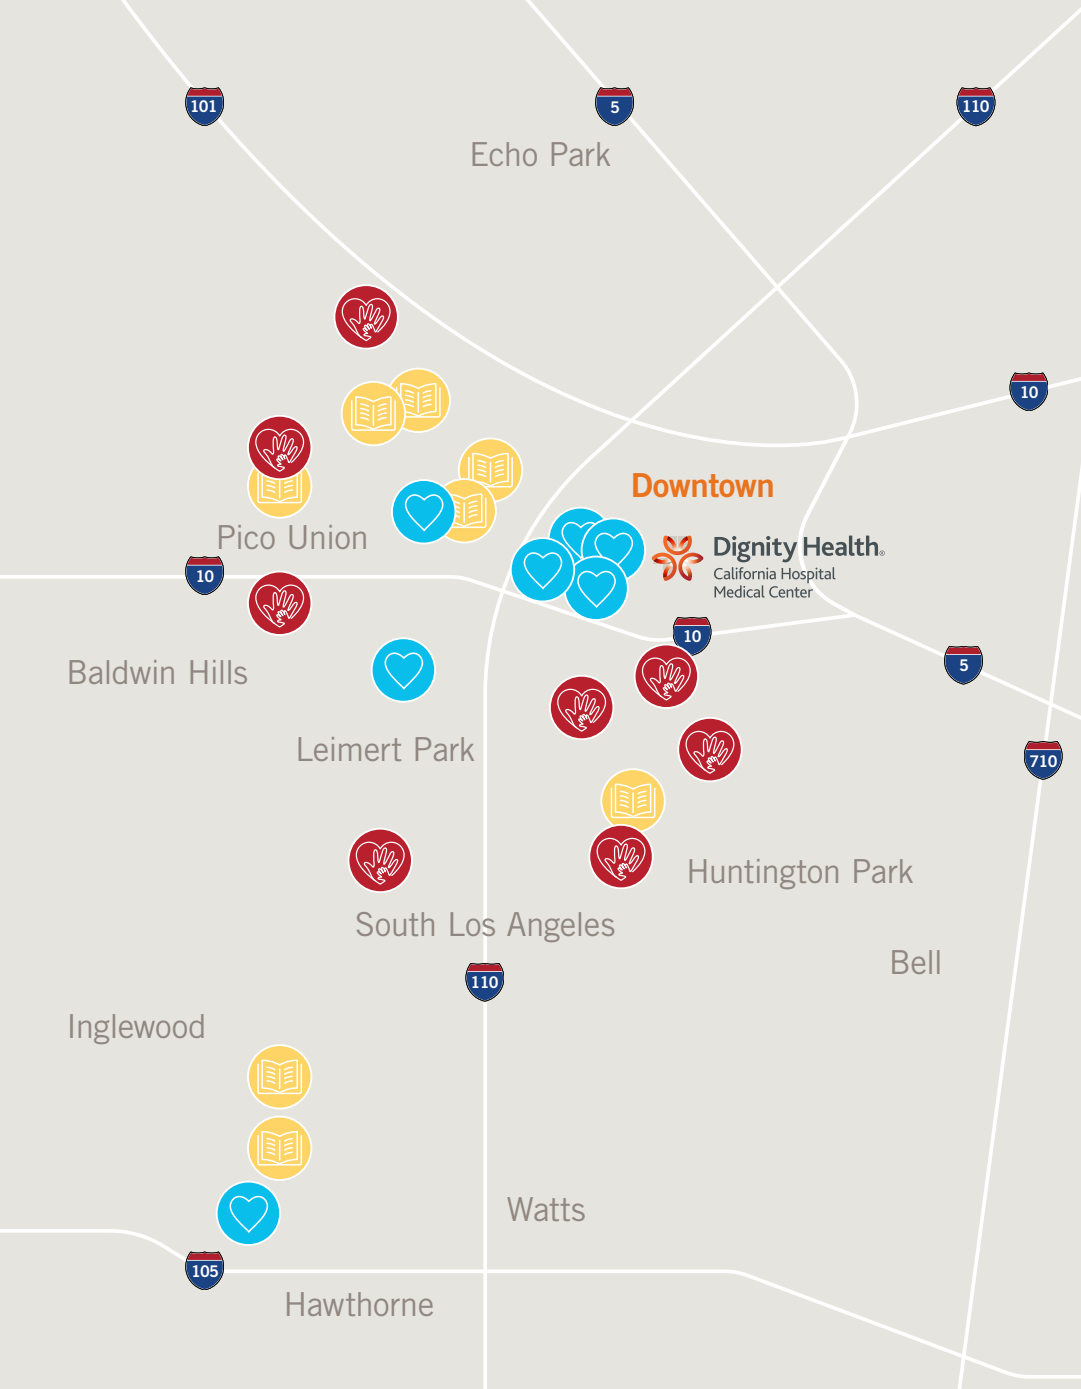 101
5
110
Echo Park
10
Downtown
Dignity Health®
California Hospital
Medical Center
Pico Union
10
10
5
Baldwin Hills
Leimert Park
710
Huntington Park
South Los Angeles
Bell
110
Inglewood
Watts
105
Hawthorne